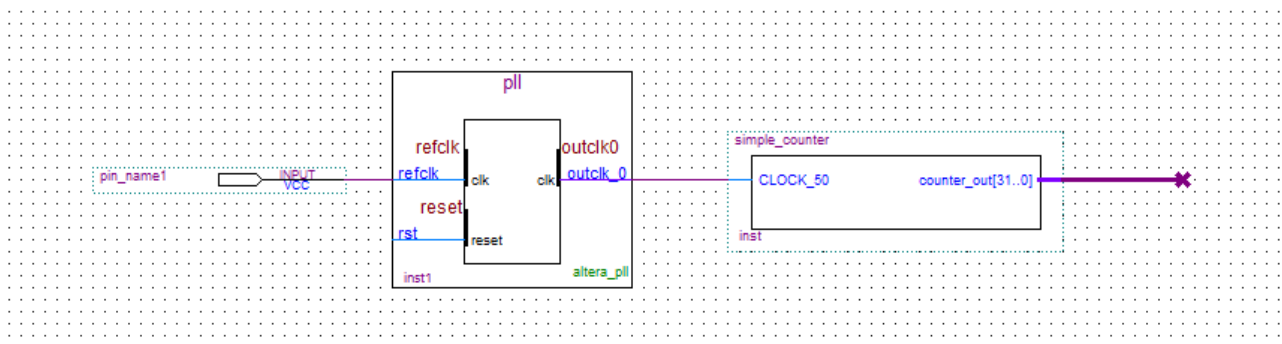 pll
simple_counter
refclk outclk0
pin_name1 INPUT VCC refclk clk clk outclk_0 CLOCK_50 counter_out[31..0]
reset
rst reset inst
inst1 altera_pll